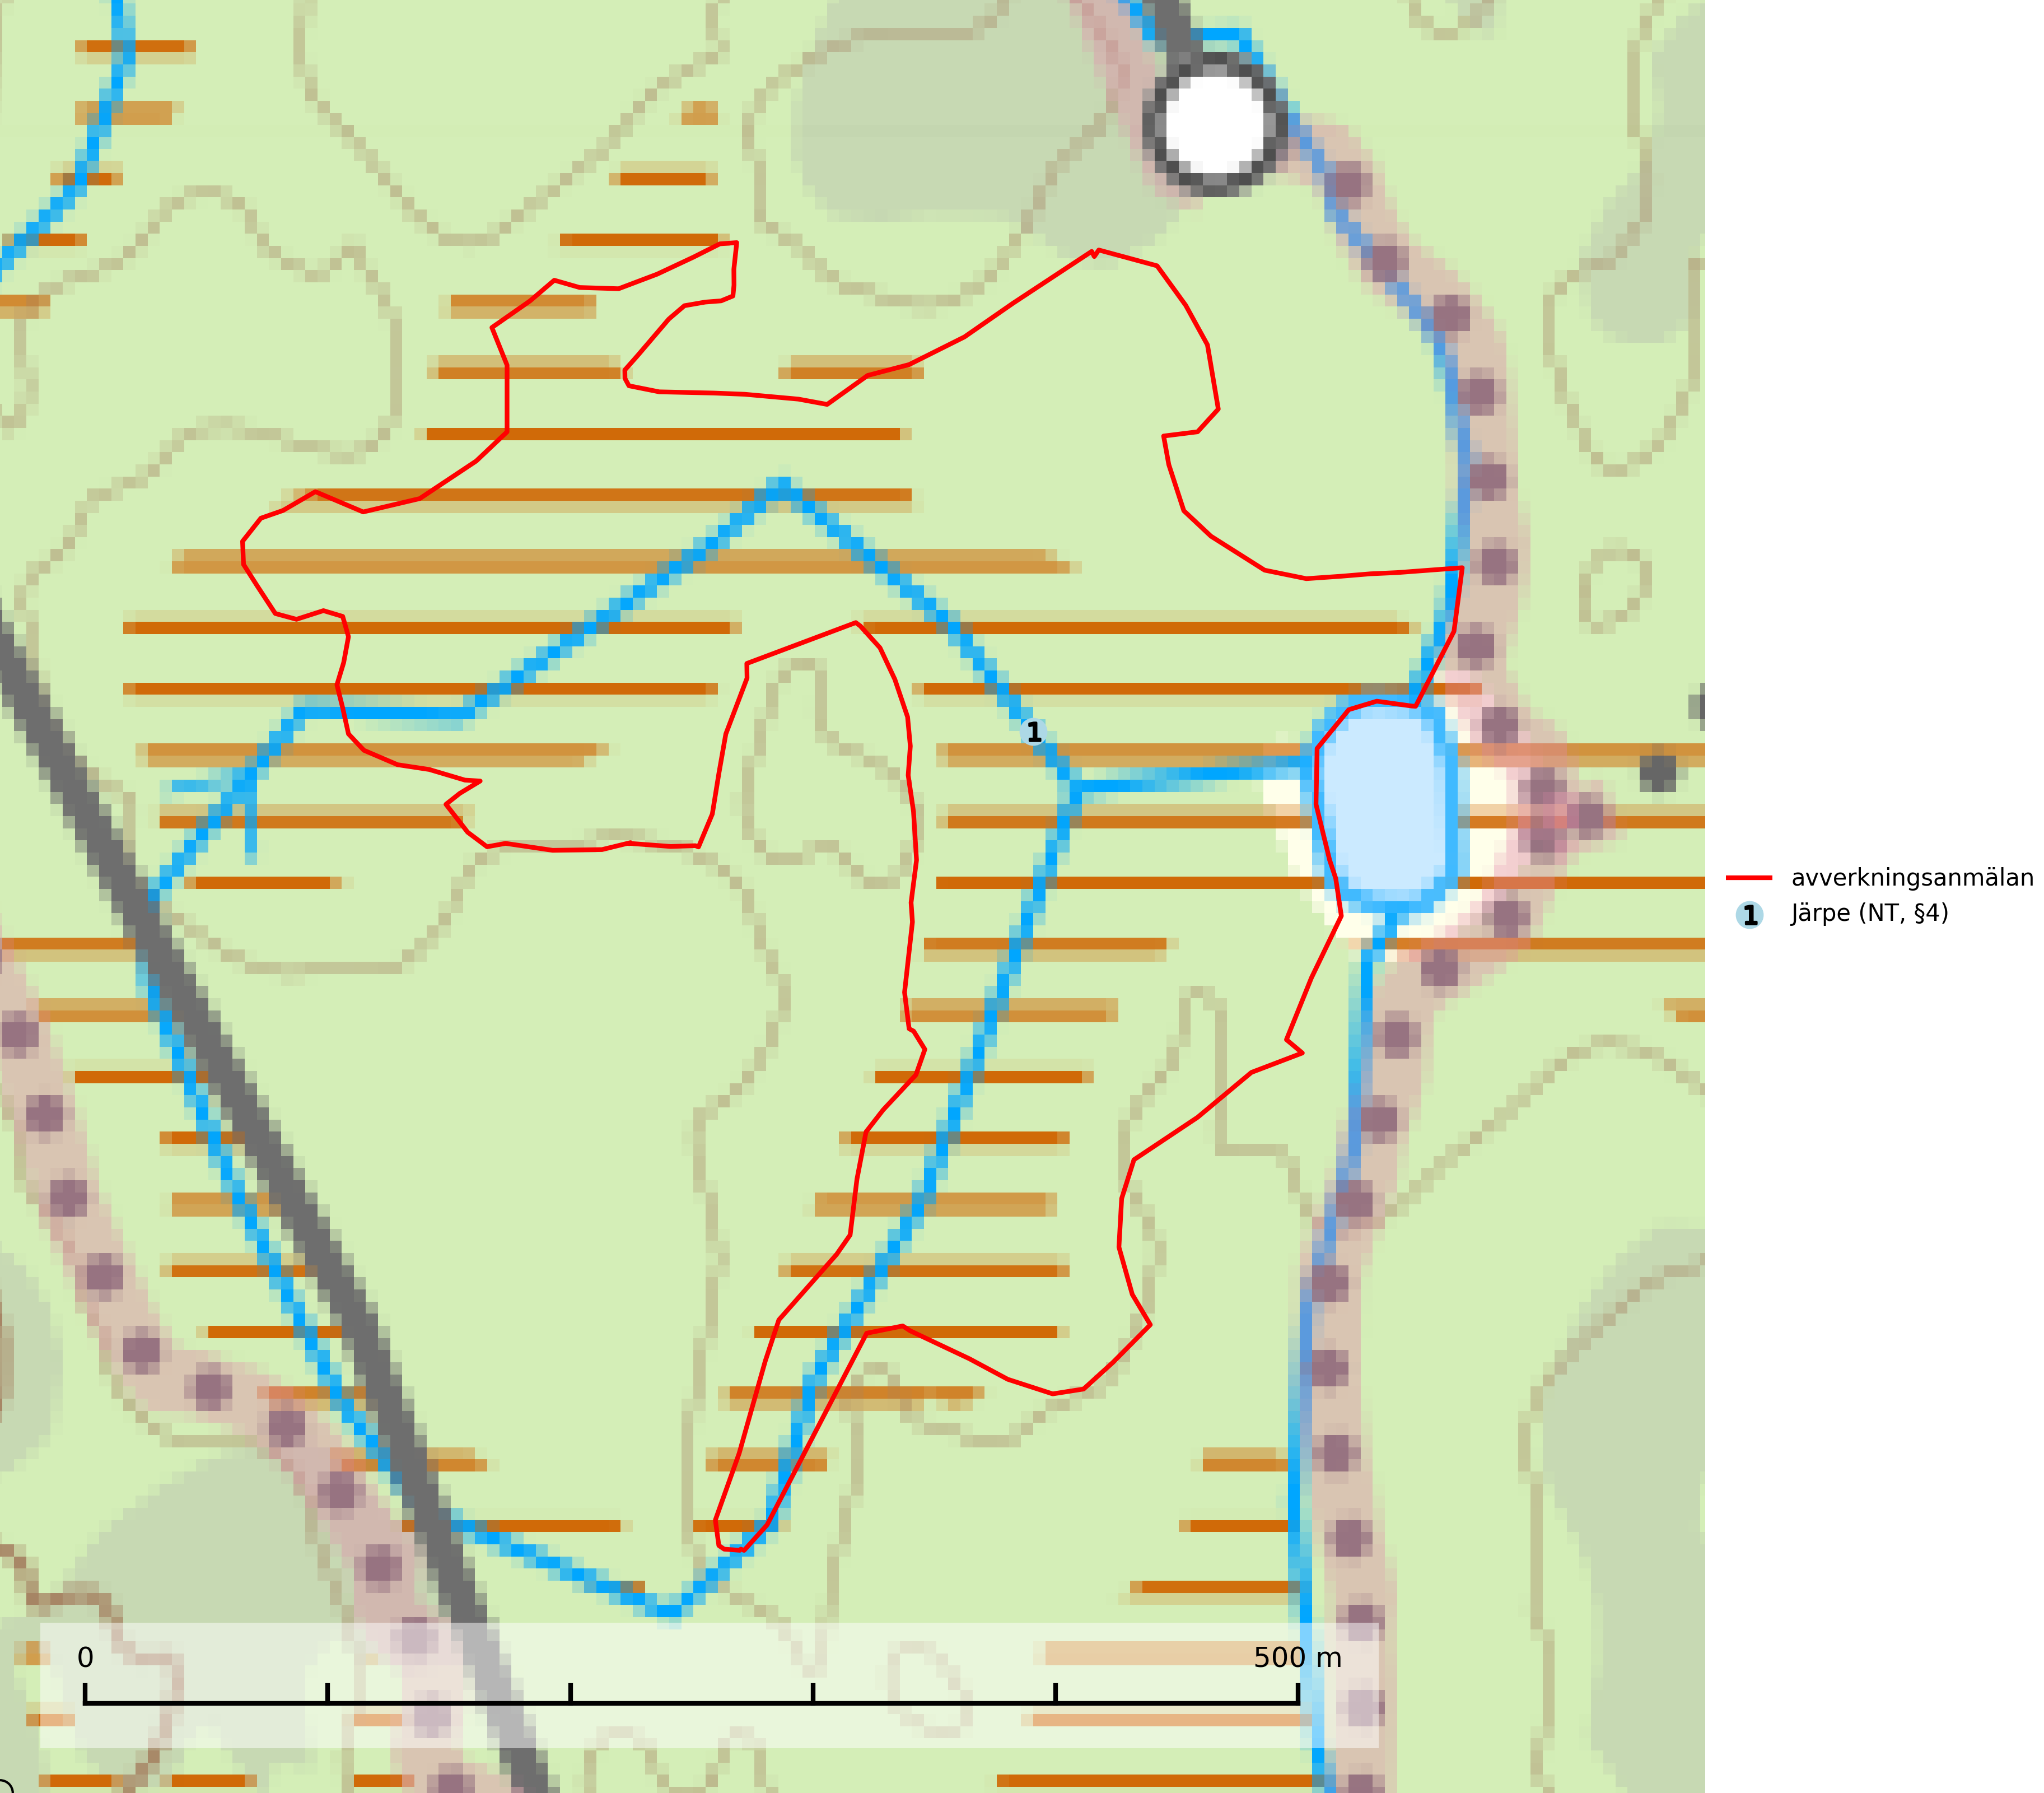 1
avverkningsanmälan
1 Järpe (NT, §4)
0 500 m